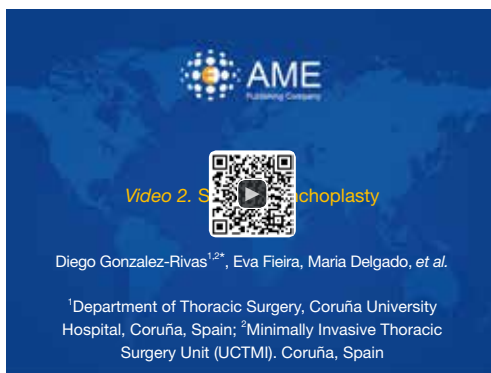 AME
Publishing Company
Video 2. S achoplasty
Diego Gonzalez-Rivas1,2*, Eva Fieira, Maria Delgado, et al.
1Department of Thoracic Surgery, Coruña University
Hospital, Coruña, Spain; 2Minimally Invasive Thoracic
Surgery Unit (UCTMI). Coruña, Spain